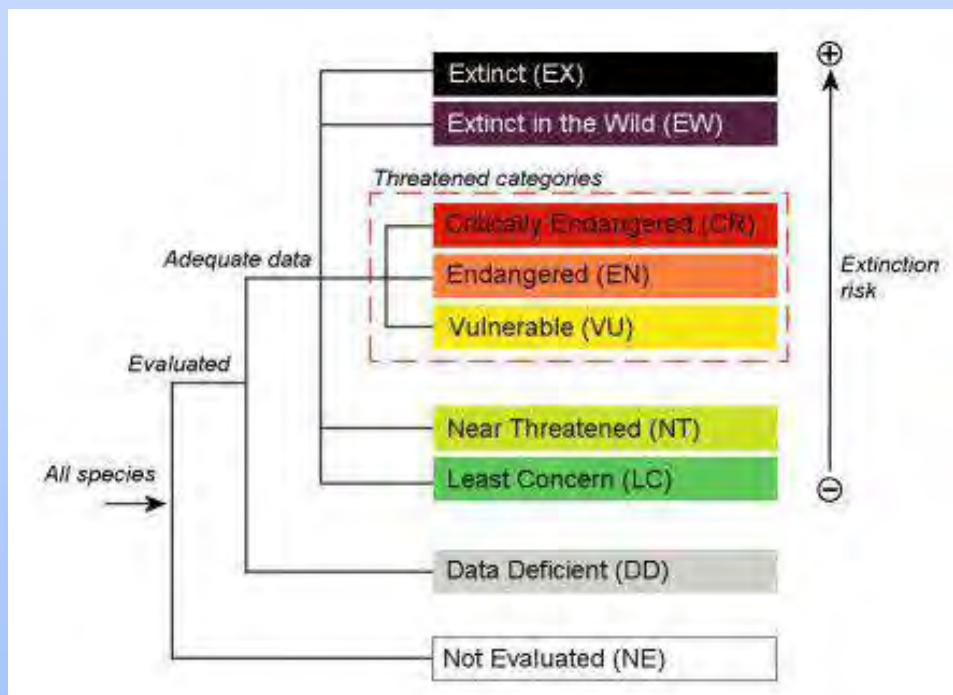 Extinct (EX)
Extinct in the Wild (EW)
Threatened categories
Critically Endangered (CR)
Adequate data
Endangered (EN)
Extinction
risk
Vulnerable (VU)
Evaluated
Near Threatened (NT)
All species
Least Concern (LC)
Data Deficient (DD)
Not Evaluated (NE)